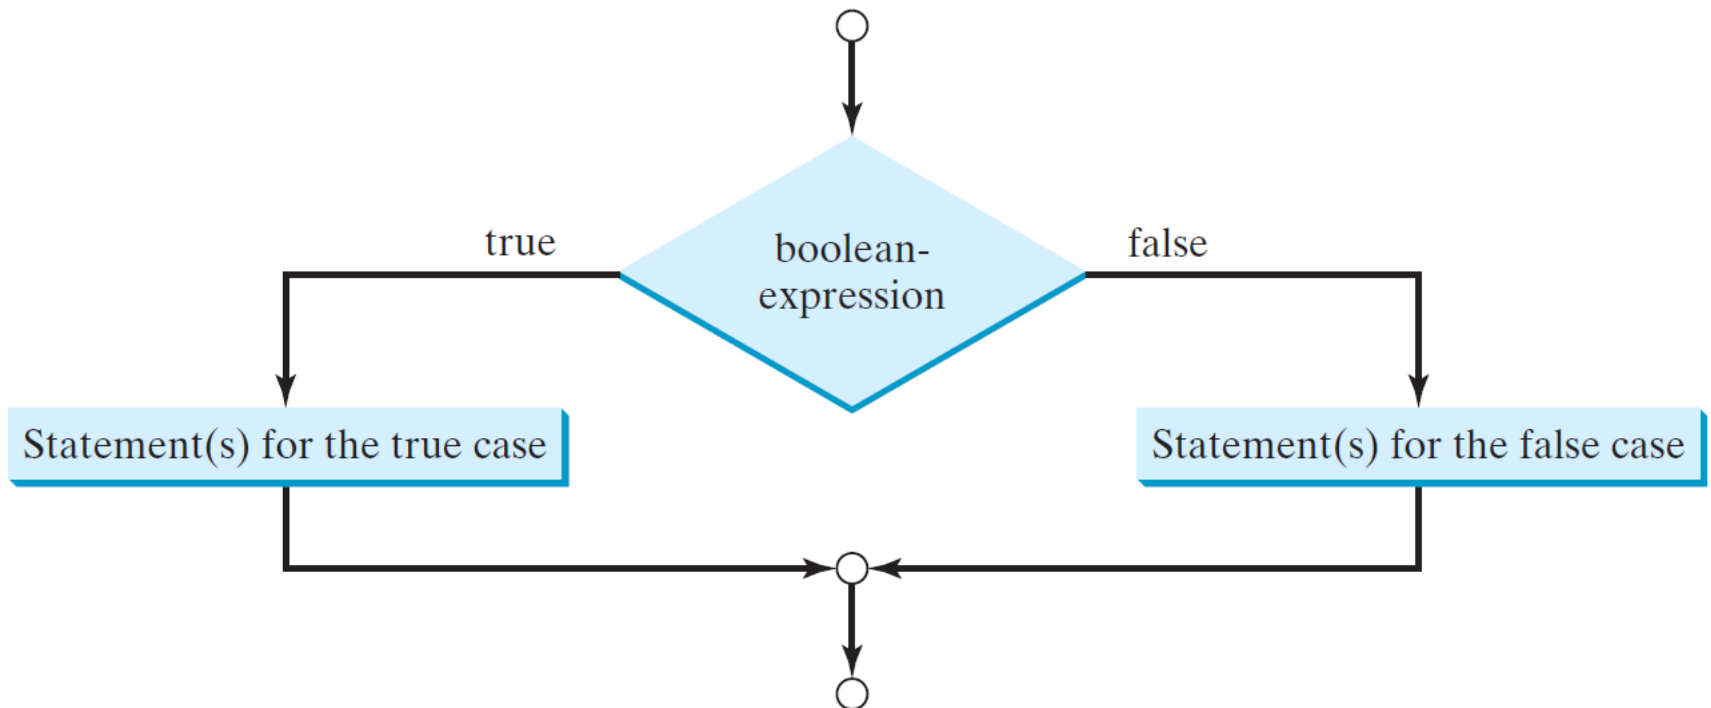 true
boolean-
expression
false
Statement(s) for the true case
Statement(s) for the false case